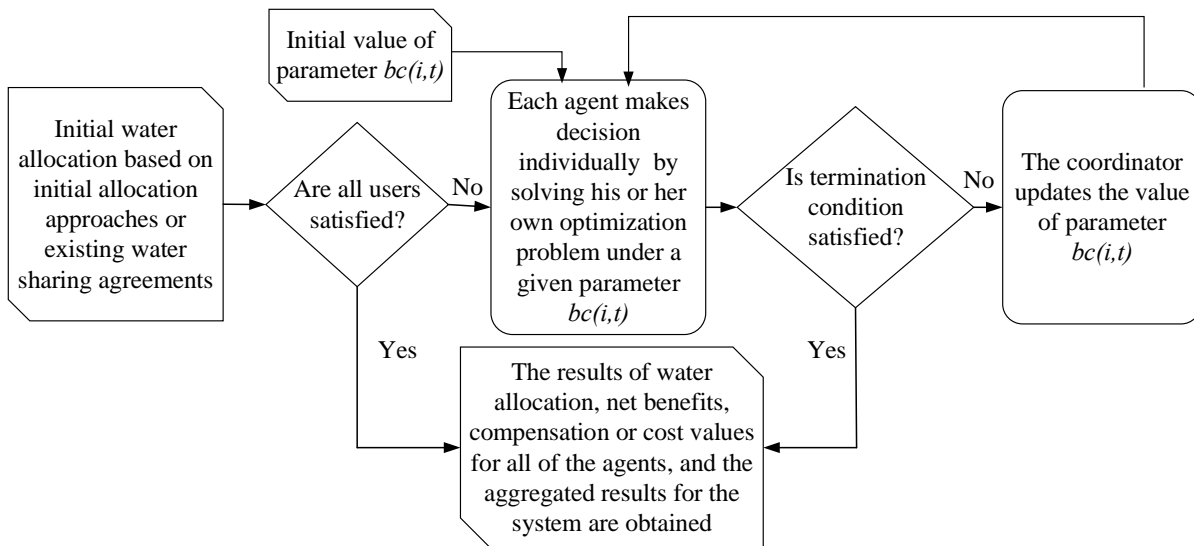 Initial value of
parameter bc(i,t)
Initial water
allocation based on
initial allocation
approaches or
existing water
sharing agreements
Are all users
satisfied?
No
Yes
Each agent makes
decision
individually by
solving his or her
own optimization
problem under a
given parameter
bc(i,t)
Is termination
condition
satisfied?
No
Yes
The coordinator
updates the value
of parameter
bc(i,t)
The results of water
allocation, net benefits,
compensation or cost values
for all of the agents, and the
aggregated results for the
system are obtained